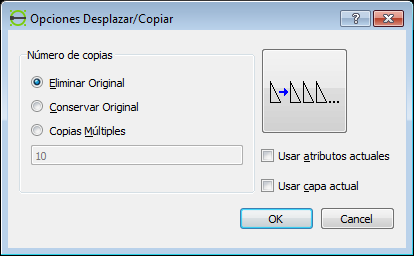 Opciones Desplazar/Copiar
Número de copias
Eliminar Original
Conservar Original
Copias Múltiples
10
Usar atributos actuales
Usar capa actual
OK
Cancel